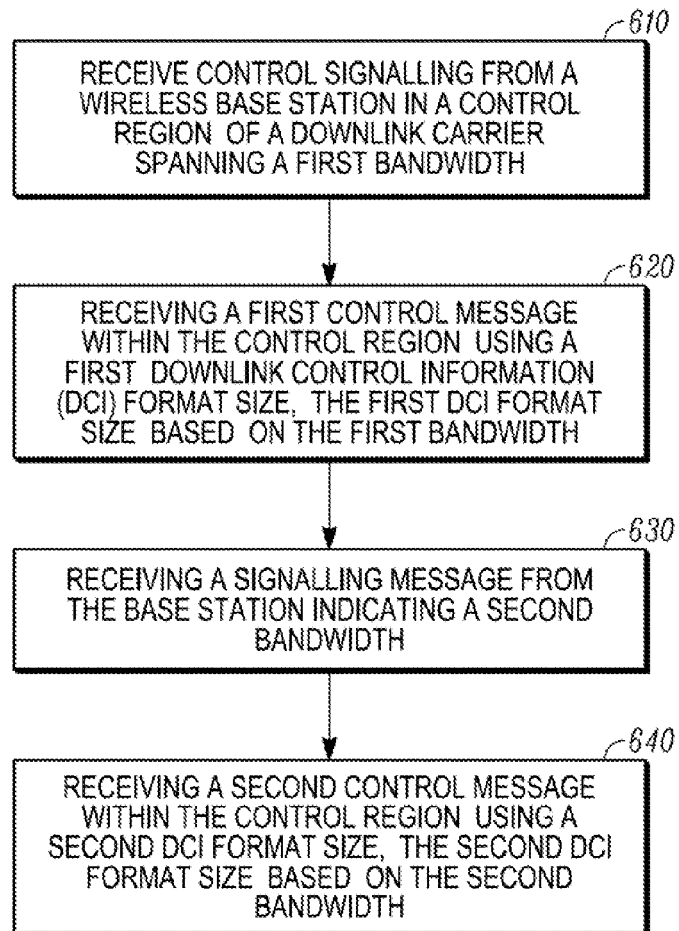 610
RECEIVE CONTROL SIGNALLING FROM A
WIRELESS BASE STATION IN A CONTROL
REGION OF A DOWNLINK CARRIER
SPANNING A FIRST BANDWIDTH
620
RECEIVING A FIRST CONTROL MESSAGE
WITHIN THE CONTROL REGION USING A
FIRST DOWNLINK CONTROL INFORMATION
(DCI) FORMAT SIZE, THE FIRST DCI FORMAT
SIZE BASED ON THE FIRST BANDWIDTH
630
RECEIVING A SIGNALLING MESSAGE FROM
THE BASE STATION INDICATING A SECOND
BANDWIDTH
640
RECEIVING A SECOND CONTROL MESSAGE
WITHIN THE CONTROL REGION USING A
SECOND DCI FORMAT SIZE, THE SECOND DCI
FORMAT SIZE BASED ON THE SECOND
BANDWIDTH